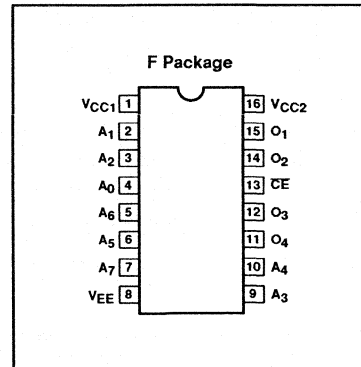 F Package
VCC1 1 16 VCC2
A1 2 15 O1
A2 3 14 O2
A0 4 13 C̅E̅
A6 5 12 O3
A5 6 11 O4
A7 7 10 A4
VEE 8 9 A3